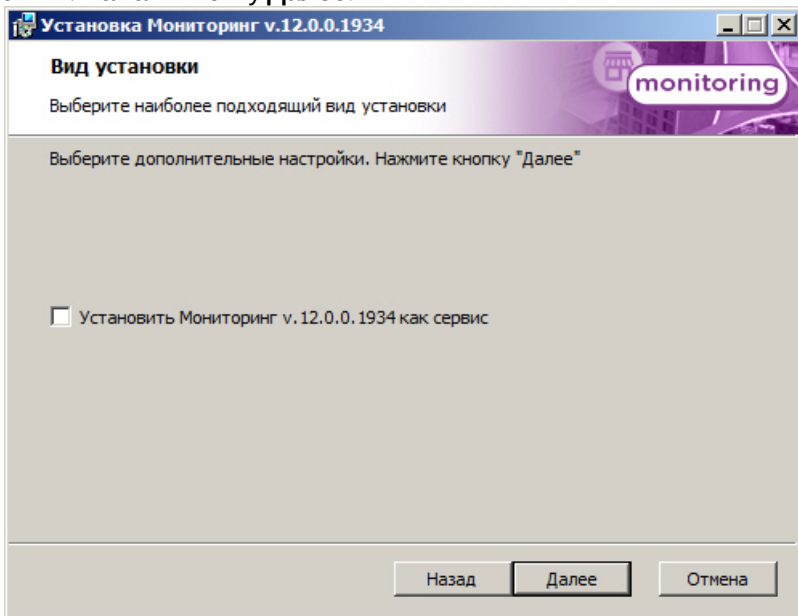 Установка Мониторинг v.12.0.0.1934
Вид установки
Выберите наиболее подходящий вид установки
monitoring
Выберите дополнительные настройки. Нажмите кнопку "Далее"
Установить Мониторинг v.12.0.0.1934 как сервис
Назад
Далее
Отмена